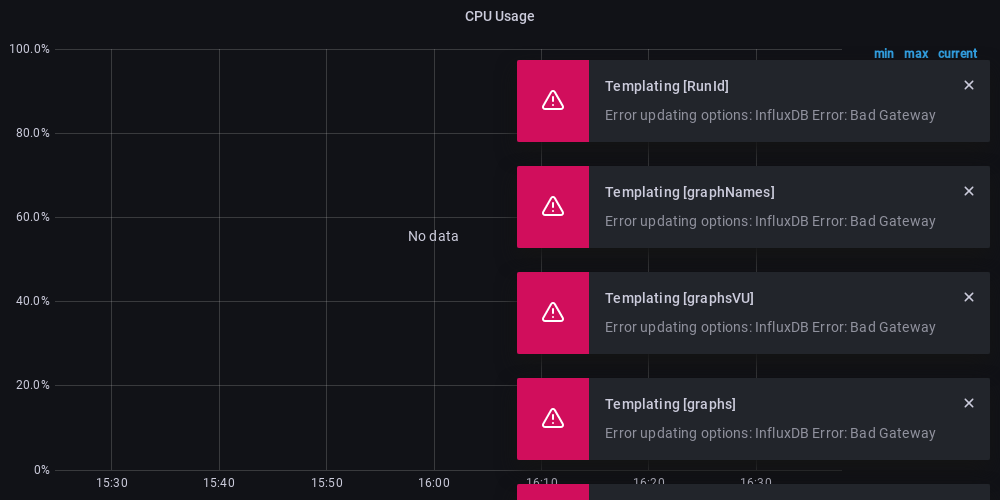 CPU Usage
100.0%
80.0%
60.0%
40.0%
20.0%
0%
No data
15:30
15:40
15:50
16:00
16:10
16:20
16:30
min max current
Templating [RunId]
Error updating options: InfluxDB Error: Bad Gateway
Templating [graphNames]
Error updating options: InfluxDB Error: Bad Gateway
Templating [graphsVU]
Error updating options: InfluxDB Error: Bad Gateway
Templating [graphs]
Error updating options: InfluxDB Error: Bad Gateway